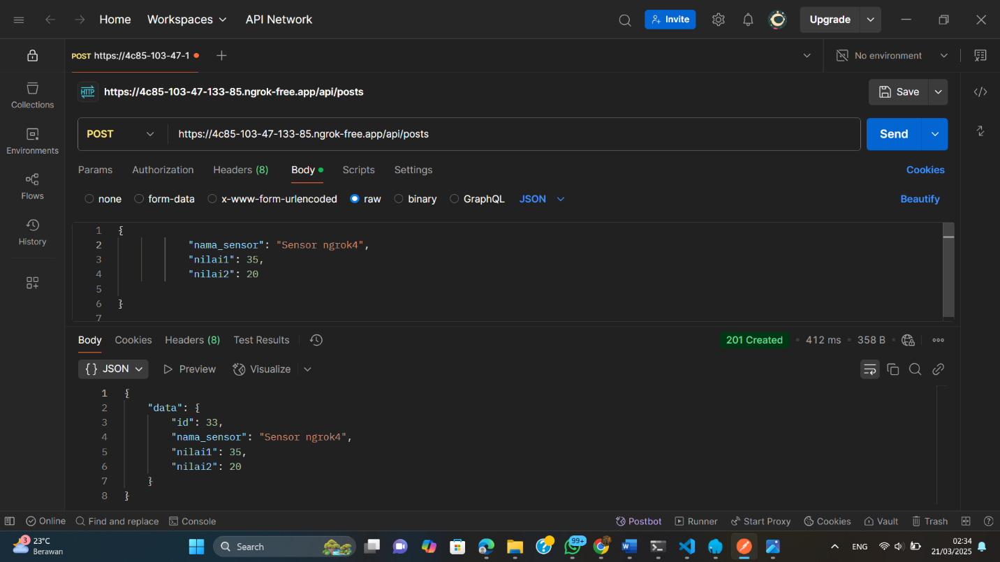 Home Workspaces API Network Invite Upgrade
POST https://4c85-103-47-1 No environment
HTTP https://4c85-103-47-133-85.ngrok-free.app/api/posts Save
Collections
POST https://4c85-103-47-133-85.ngrok-free.app/api/posts Send
Environments
Params Authorization Headers (8) Body Scripts Settings Cookies
Flows
none form-data x-www-form-urlencoded raw binary GraphQL JSON Beautify
History
1 {
2 "nama_sensor": "Sensor ngrok4",
3 "nilai1": 35,
4 "nilai2": 20
5
6 }
7
Body Cookies Headers (8) Test Results 201 Created 412 ms 358 B
{} JSON Preview Visualize
1 {
2 "data": {
3 "id": 33,
4 "nama_sensor": "Sensor ngrok4",
5 "nilai1": 35,
6 "nilai2": 20
7 }
8 }
Online Find and replace Console Postbot Runner Start Proxy Cookies Vault Trash
3 23°C
Berawan
Search
99+
ENG
02:34
21/03/2025